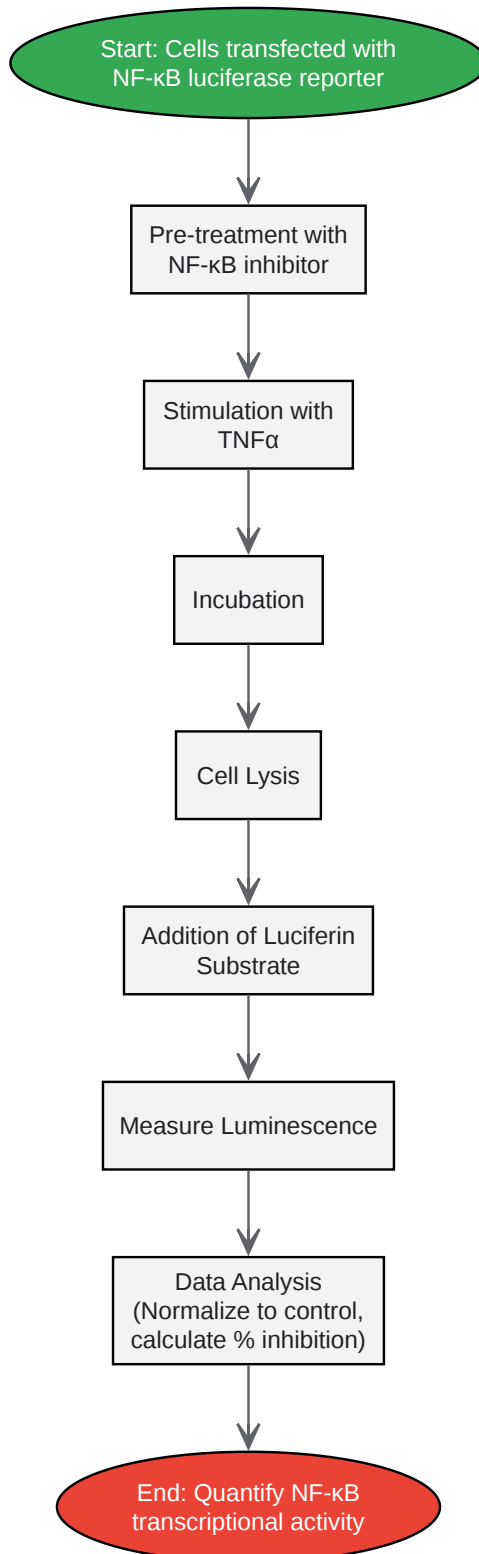 Start: Cells transfected with
NF-κB luciferase reporter
Pre-treatment with
NF-κB inhibitor
Stimulation with
TNFα
Incubation
Cell Lysis
Addition of Luciferin
Substrate
Measure Luminescence
Data Analysis
(Normalize to control,
calculate % inhibition)
End: Quantify NF-κB
transcriptional activity